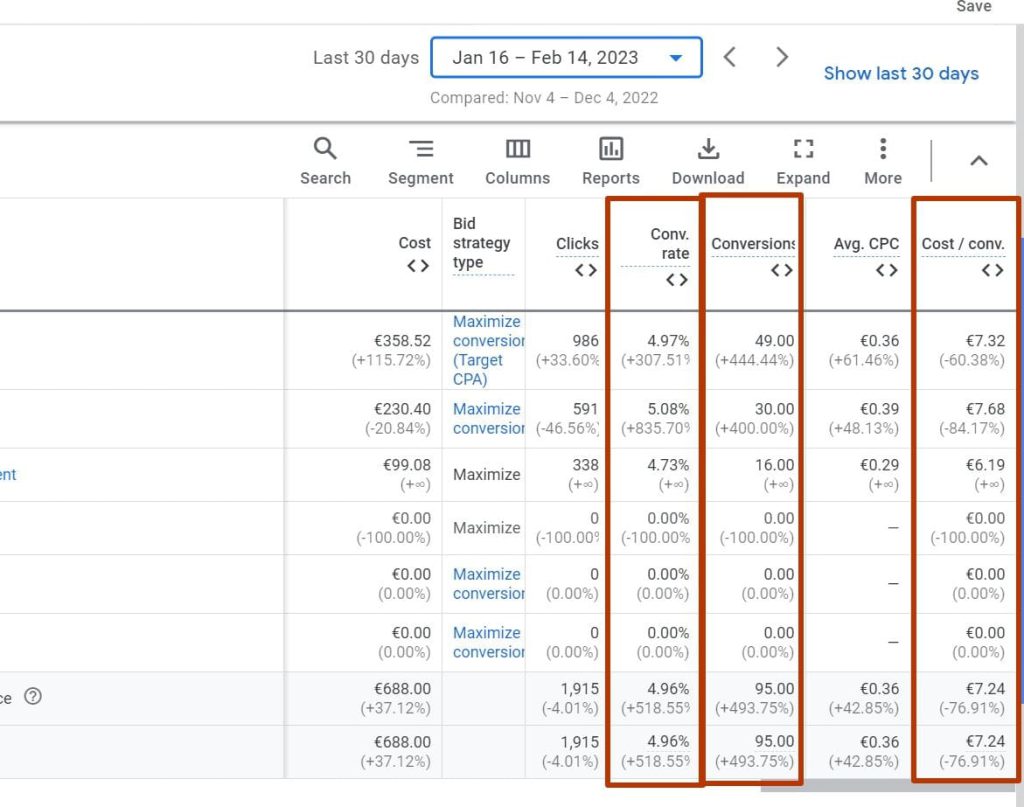 Save
Last 30 days Jan 16 – Feb 14, 2023 Show last 30 days
Compared: Nov 4 – Dec 4, 2022
Search Segment Columns Reports Download Expand More
Cost Bid strategy type Clicks Conv. rate Conversions Avg. CPC Cost / conv.
€358.52 Maximize conversion (Target CPA) 986 4.97% 49.00 €0.36 €7.32
(+115.72%) (+33.60% (+307.51% (+444.44%) (+61.46%) (-60.38%)
€230.40 Maximize conversion 591 5.08% 30.00 €0.39 €7.68
(-20.84%) (-46.56%) (+835.70% (+400.00%) (+48.13%) (-84.17%)
ent €99.08 Maximize 338 4.73% 16.00 €0.29 €6.19
(+∞) (+∞) (+∞) (+∞) (+∞) (+∞)
€0.00 Maximize 0 0.00% 0.00 — €0.00
(-100.00%) (-100.00% (-100.00% (-100.00%) (-100.00%)
€0.00 Maximize conversion 0 0.00% 0.00 — €0.00
(0.00%) (0.00%) (0.00%) (0.00%) (0.00%)
€0.00 Maximize conversion 0 0.00% 0.00 — €0.00
(0.00%) (0.00%) (0.00%) (0.00%) (0.00%)
ce €688.00 1,915 4.96% 95.00 €0.36 €7.24
(+37.12%) (-4.01%) (+518.55% (+493.75%) (+42.85%) (-76.91%)
€688.00 1,915 4.96% 95.00 €0.36 €7.24
(+37.12%) (-4.01%) (+518.55% (+493.75%) (+42.85%) (-76.91%)